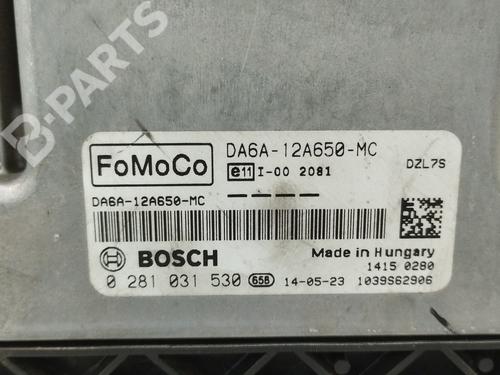 B-PARTS
FoMoCo
DA6A-12A650-MC
e11 I-00 2081
DZL7S
DA6A-12A650-MC
BOSCH
Made in Hungary
1415 0280
0 281 031 530 65B 14-05-23 1039S62906